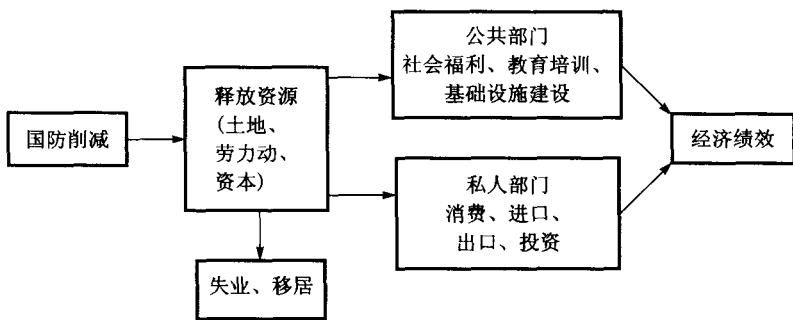 国防削减
释放资源
(土地、
劳力动、
资本)
公共部门
社会福利、教育培训、
基础设施建设
私人部门
消费、进口、
出口、投资
经济绩效
失业、移居